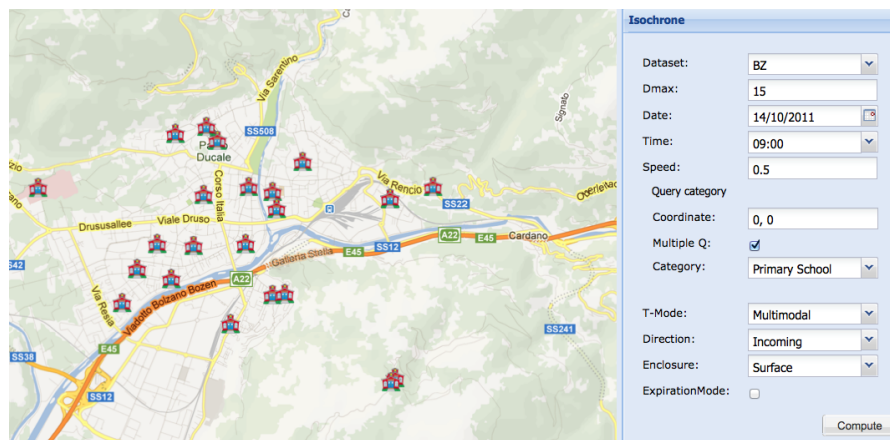 Via Sarentino
SS508
Signato
Ducale
Corso Italia
Via Rencio
SS22
Drususallee
Viale Druso
SS12
A22
E45
Cardano
E45
Galleria Stella
A22
Viadotto Bolzano Bozen
Via Resia
SS42
E45
SS38
SS241
SS12
Isochrone
Dataset: BZ
Dmax: 15
Date: 14/10/2011
Time: 09:00
Speed: 0.5
Query category
Coordinate: 0, 0
Multiple Q:
Category: Primary School
T-Mode: Multimodal
Direction: Incoming
Enclosure: Surface
ExpirationMode:
Compute